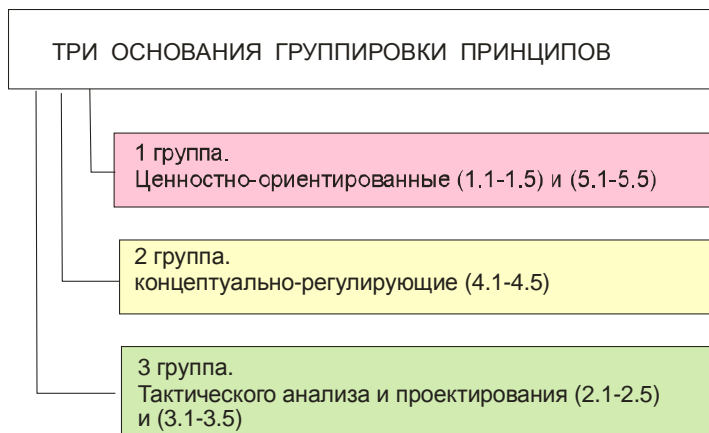 ТРИ ОСНОВАНИЯ ГРУППИРОВКИ ПРИНЦИПОВ
1 группа.
Ценностно-ориентированные (1.1-1.5) и (5.1-5.5)
2 группа.
концептуально-регулирующие (4.1-4.5)
3 группа.
Тактического анализа и проектирования (2.1-2.5)
и (3.1-3.5)